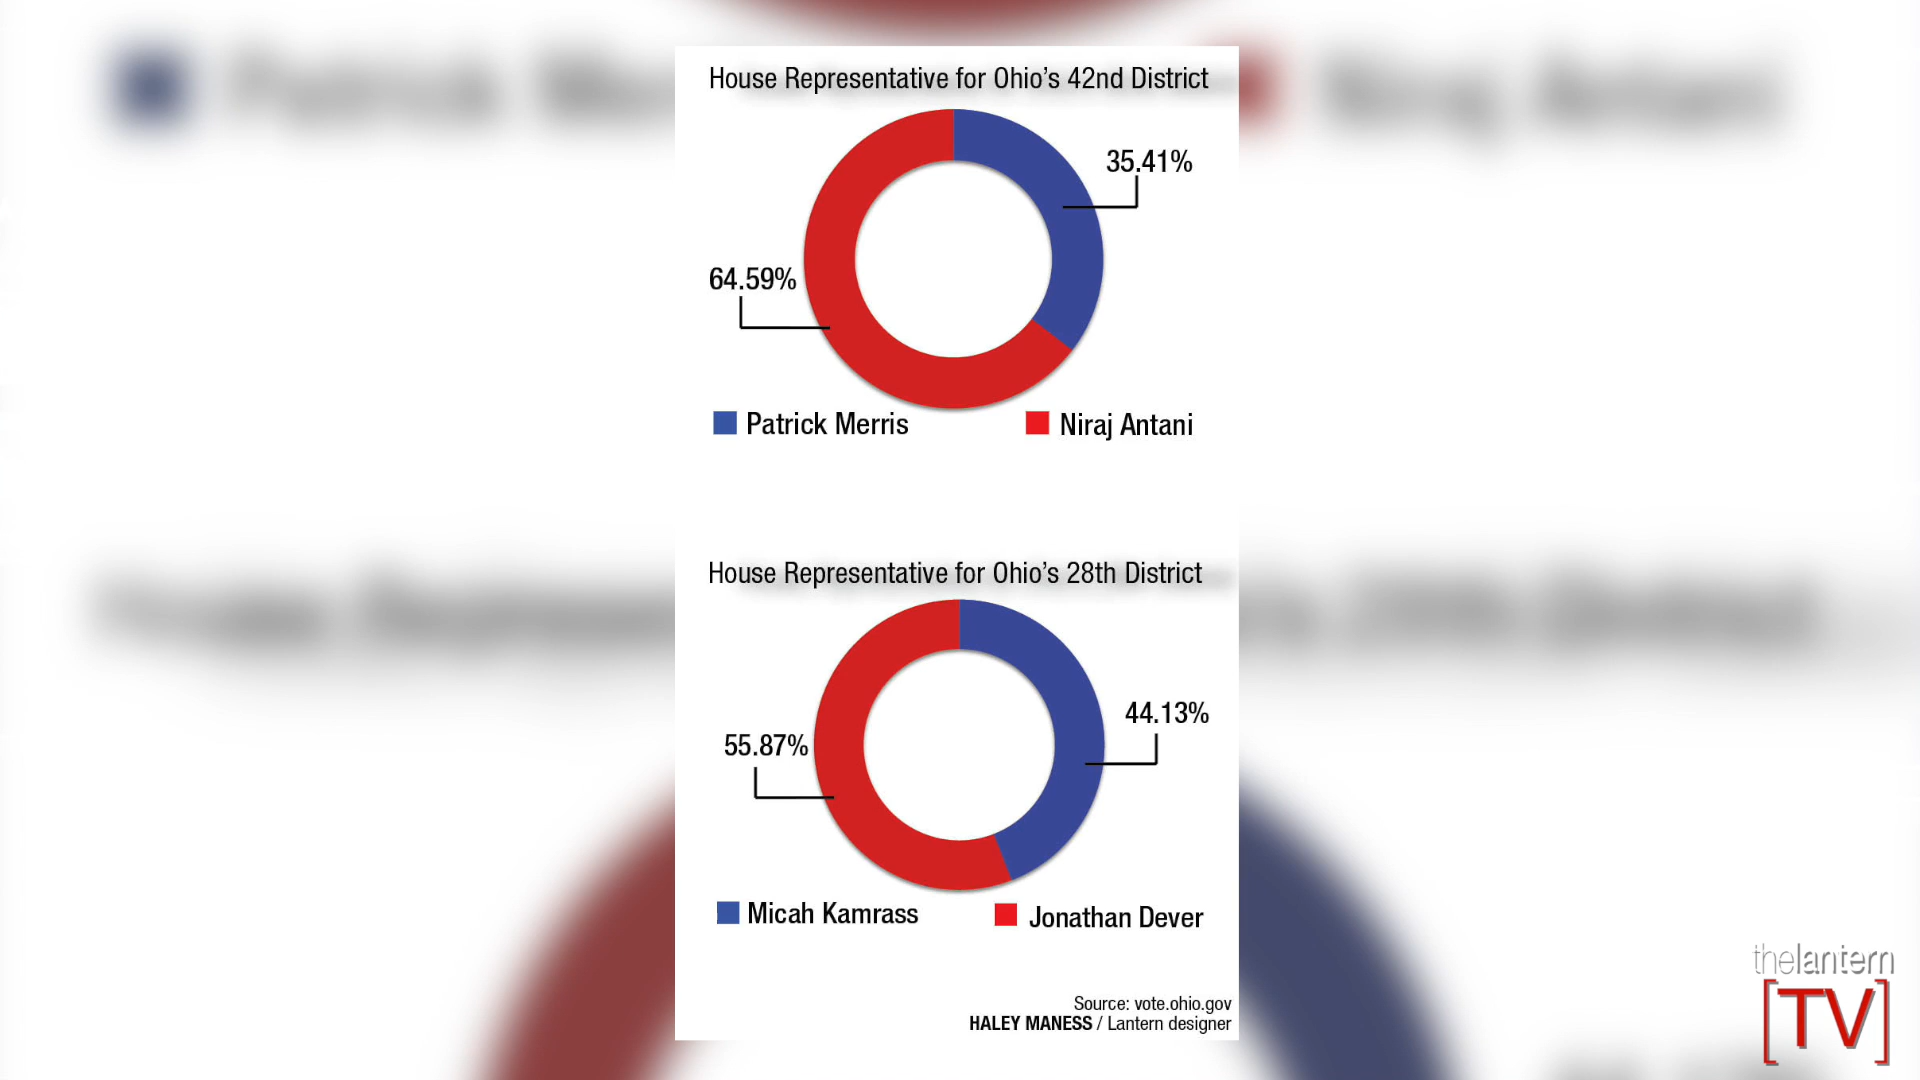 House Representative for Ohio's 42nd District
35.41%
64.59%
Patrick Merris
Niraj Antani
House Representative for Ohio's 28th District
44.13%
55.87%
Micah Kamrass
Jonathan Dever
Source: vote.ohio.gov
HALEY MANESS / Lantern designer
thelantern
[TV]